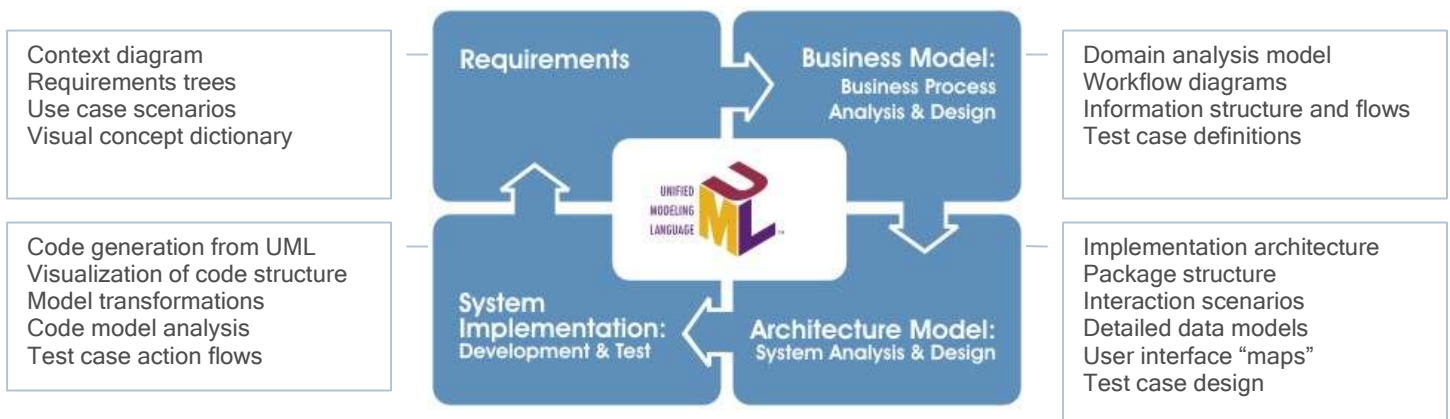 Context diagram
Requirements trees
Use case scenarios
Visual concept dictionary
Requirements
Business Model:
Business Process
Analysis & Design
Domain analysis model
Workflow diagrams
Information structure and flows
Test case definitions
UNIFIED
MODELING
LANGUAGE
UML
TM
Code generation from UML
Visualization of code structure
Model transformations
Code model analysis
Test case action flows
System
Implementation:
Development & Test
Architecture Model:
System Analysis & Design
Implementation architecture
Package structure
Interaction scenarios
Detailed data models
User interface “maps”
Test case design